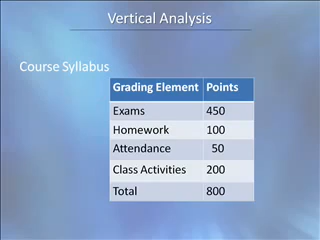 Vertical Analysis
Course Syllabus
Grading Element Points
Exams 450
Homework 100
Attendance 50
Class Activities 200
Total 800